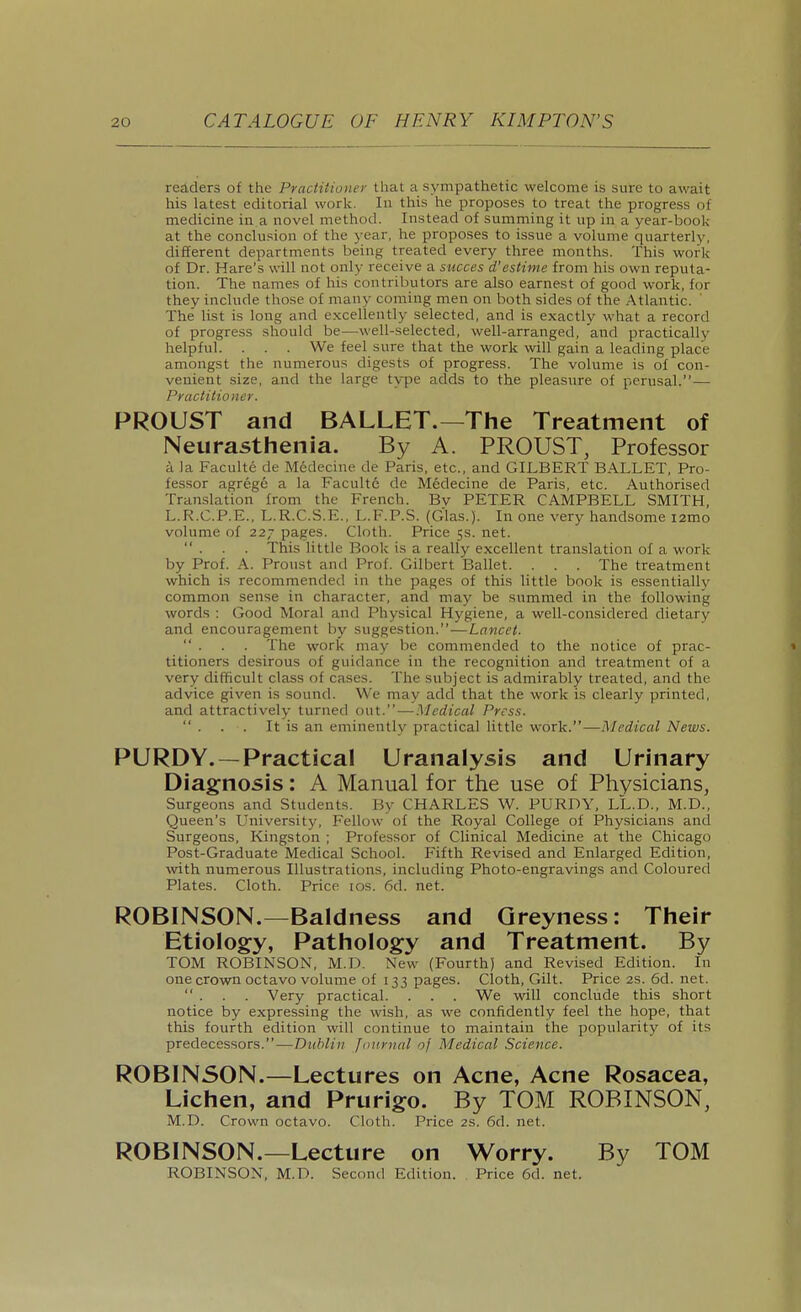 20 CATALOGUE OF HENRY KIMPTON'S
readers of the Practitioner that a sympathetic welcome is sure to await
his latest editorial work. In this he proposes to treat the progress of
medicine in a novel method. Instead of summing it up in a year-book
at the conclusion of the year, he proposes to issue a volume quarterly,
different departments being treated every three months. This work
of Dr. Hare's will not only receive a succes d'estime from his own reputa-
tion. The names of his contributors are also earnest of good work, for
they include those of many coming men on both sides of the Atlantic.
The list is long and excellently selected, and is exactly what a record
of progress should be—well-selected, well-arranged, and practically
helpful. . . . We feel sure that the work will gain a leading place
amongst the numerous digests of progress. The volume is of con-
venient size, and the large type adds to the pleasure of perusal."—
Practitioner.
PROUST and BALLET.—The Treatment of
Neurasthenia. By A. PROUST, Professor
à la Faculté de Médecine de Paris, etc., and GILBERT BALLET, Pro-
fessor agrégé a la Faculté de Médecine de Paris, etc. Authorised
Translation from the French. By PETER CAMPBELL SMITH,
L.R.C.P.E., L.R.C.S.E., L.F.P.S. (Glas.). In one very handsome 12mo
volume of 227 pages. Cloth. Price 5s. net.
" . . . This little Book is a really excellent translation of a work
by Prof. A. Proust and Prof. Gilbert Ballet. . . . The treatment
which is recommended in the pages of this little book is essentially
common sense in character, and may be summed in the following
words : Good Moral and Physical Hygiene, a well-considered dietary
and encouragement by suggestion."—Lancet.
" . . . The work may be commended to the notice of prac-
titioners desirous of guidance in the recognition and treatment of a
very difficult class of cases. The subject is admirably treated, and the
advice given is sound. We may add that the work is clearly printed,
and attractively turned out."—Medical Press.
" . . . It is an eminently practical little work."—Medical News.
PURDY.—Practical Uranalysis and Urinary
Diagnosis : A Manual for the use of Physicians,
Surgeons and Students. By CHARLES W. PURDY, LL.D., M.D.,
Queen's University, Fellow of the Royal College of Physicians and
Surgeons, Kingston ; Professor of Clinical Medicine at the Chicago
Post-Graduate Medical School. Fifth Revised and Enlarged Edition,
with numerous Illustrations, including Photo-engravings and Coloured
Plates. Cloth. Price 10s. 6d. net.
ROBINSON.—Baldness and Greyness: Their
Etiology, Pathology and Treatment. By
TOM ROBINSON, M.D. New (Fourth) and Revised Edition. In
one crown octavo volume of 133 pages. Cloth, Gilt. Price 2s. 6d. net.
" . . . Very practical. . . . We will conclude this short
notice by expressing the wish, as we confidently feel the hope, that
this fourth edition will continue to maintain the popularity of its
predecessors."—Dublin Journal of Medical Science.
ROBINSON.—Lectures on Acne, Acne Rosacea,
Lichen, and Prurigo. By TOM ROBINSON,
M.D. Crown octavo. Cloth. Price 2s. 6d. net.
ROBINSON.—Lecture on Worry. By TOM
ROBINSON, M.D. Second Edition. Price 6d. net.